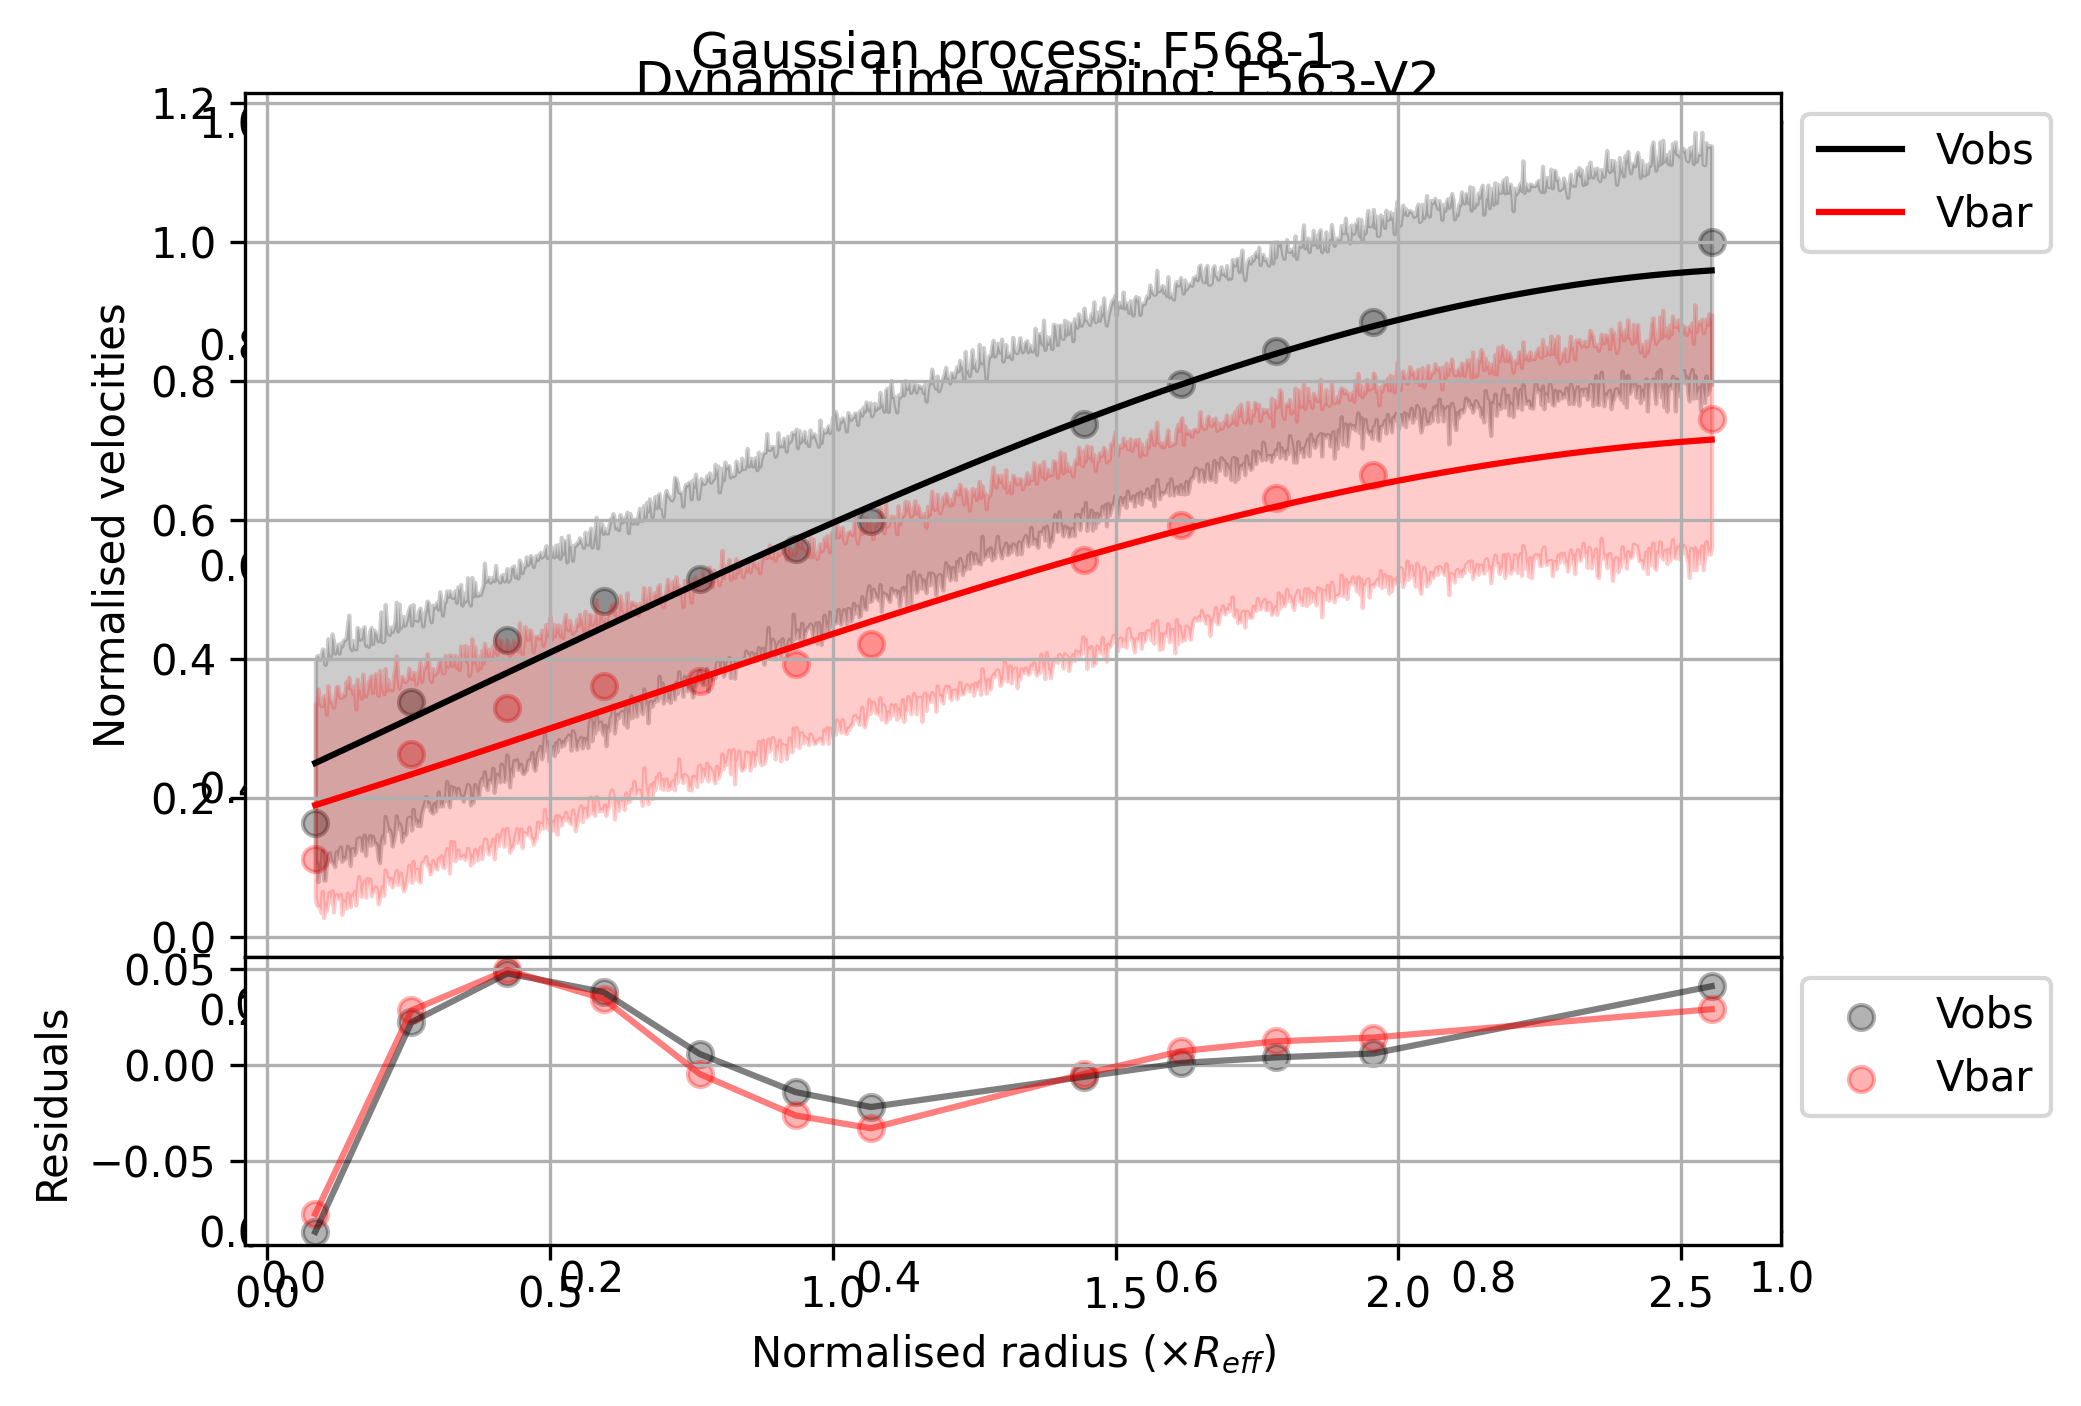 Gaussian process: F568-1
Dynamic time warping: F563-V2
1.2
1.0
0.8
0.6
0.4
0.2
0.0
Normalised velocities
Vobs
Vbar
0.05
0.00
−0.05
Residuals
Vobs
Vbar
0.0 0.2 0.4 0.6 0.8 1.0
0.0 0.5 1.0 1.5 2.0 2.5
Normalised radius (×R_eff)